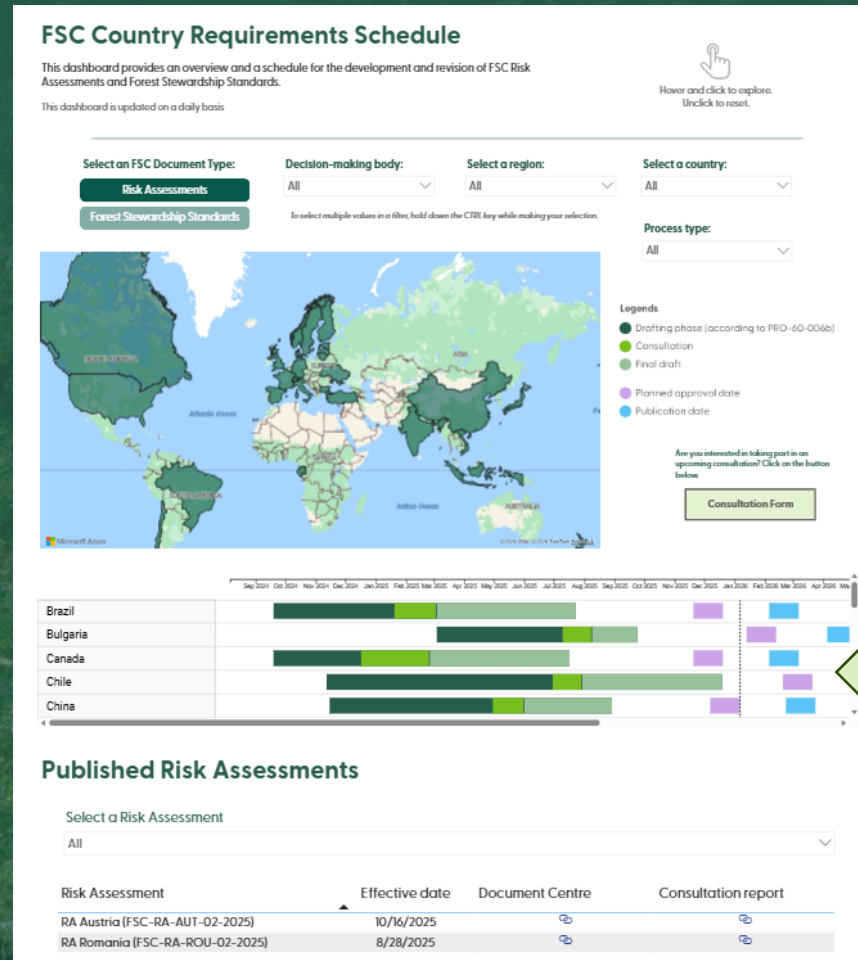 FSC Country Requirements Schedule
This dashboard provides an overview and a schedule for the development and revision of FSC Risk
Assessments and Forest Stewardship Standards.
This dashboard is updated on a daily basis
Hover and click to explore.
Unclick to reset.
Select an FSC Document Type:
Risk Assessments
Forest Stewardship Standards
Decision-making body:
All
Select a region:
All
Select a country:
All
To select multiple values in a filter, hold down the CTRL key while making your selection.
Process type:
All
Atlantic Ocean
ASIA
Indian Ocean
AUSTRALIA
Microsoft Azure
Legends
Drafting phase (according to PRO-60-006b)
Consultation
Final draft
Planned approval date
Publication date
Are you interested in taking part in an
upcoming consultation? Click on the button
below.
Consultation Form
Sep 2024 Oct 2024 Nov 2024 Dec 2024 Jan 2025 Feb 2025 Mar 2025 Apr 2025 May 2025 Jun 2025 Jul 2025 Aug 2025 Sep 2025 Oct 2025 Nov 2025 Dec 2025 Jan 2026 Feb 2026 Mar 2026 Apr 2026
Brazil
Bulgaria
Canada
Chile
China
Published Risk Assessments
Select a Risk Assessment
All
Risk Assessment Effective date Document Centre Consultation report
RA Austria (FSC-RA-AUT-02-2025) 10/16/2025
RA Romania (FSC-RA-ROU-02-2025) 8/28/2025